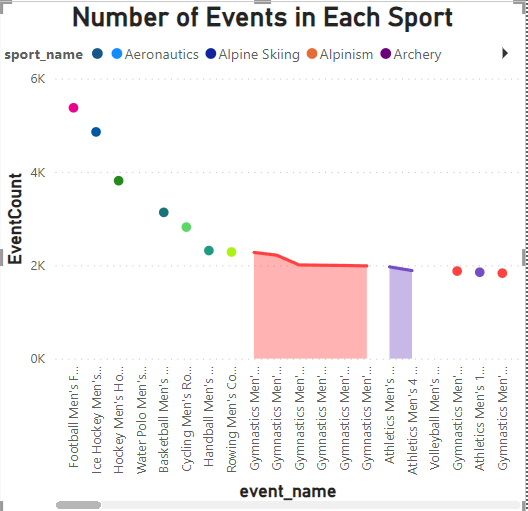 Number of Events in Each Sport
sport_name Aeronautics Alpine Skiing Alpinism Archery
6K
4K
2K
0K
EventCount
Football Men's F...
Ice Hockey Men's...
Hockey Men's Ho...
Water Polo Men's...
Basketball Men's ...
Cycling Men's Ro...
Handball Men's ...
Rowing Men's Co...
Gymnastics Men'...
Gymnastics Men'...
Gymnastics Men'...
Gymnastics Men'...
Gymnastics Men'...
Gymnastics Men'...
Athletics Men's ...
Athletics Men's 4 ...
Volleyball Men's ...
Gymnastics Men'...
Athletics Men's 1...
Gymnastics Men'...
event_name